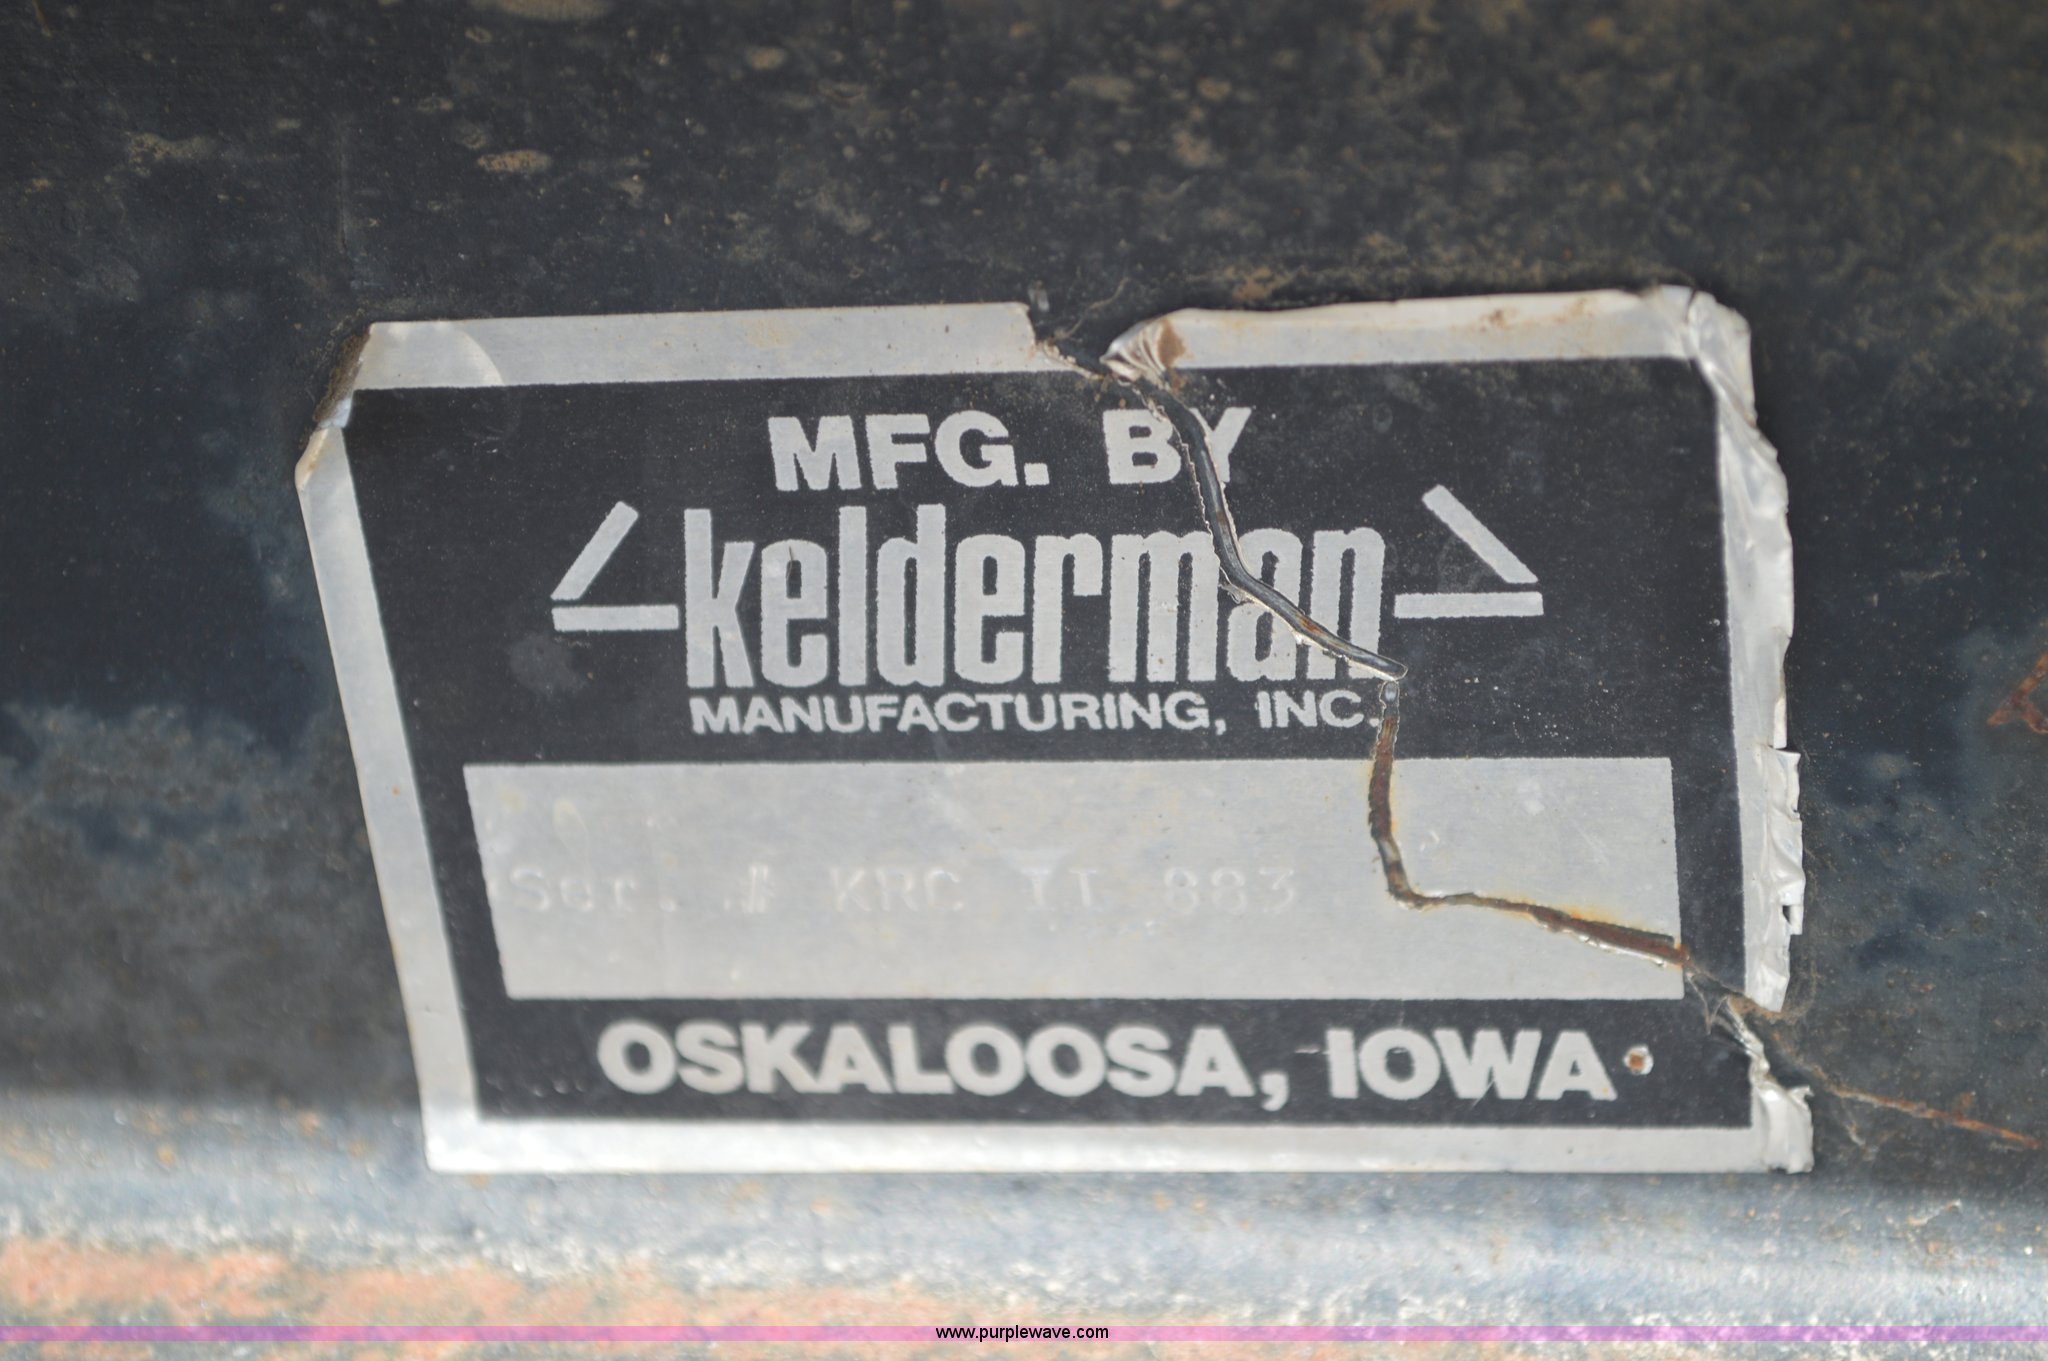 MFG. BY
kelderman
MANUFACTURING, INC.
Ser. # KRC II 883
OSKALOOSA, IOWA
www.purplewave.com